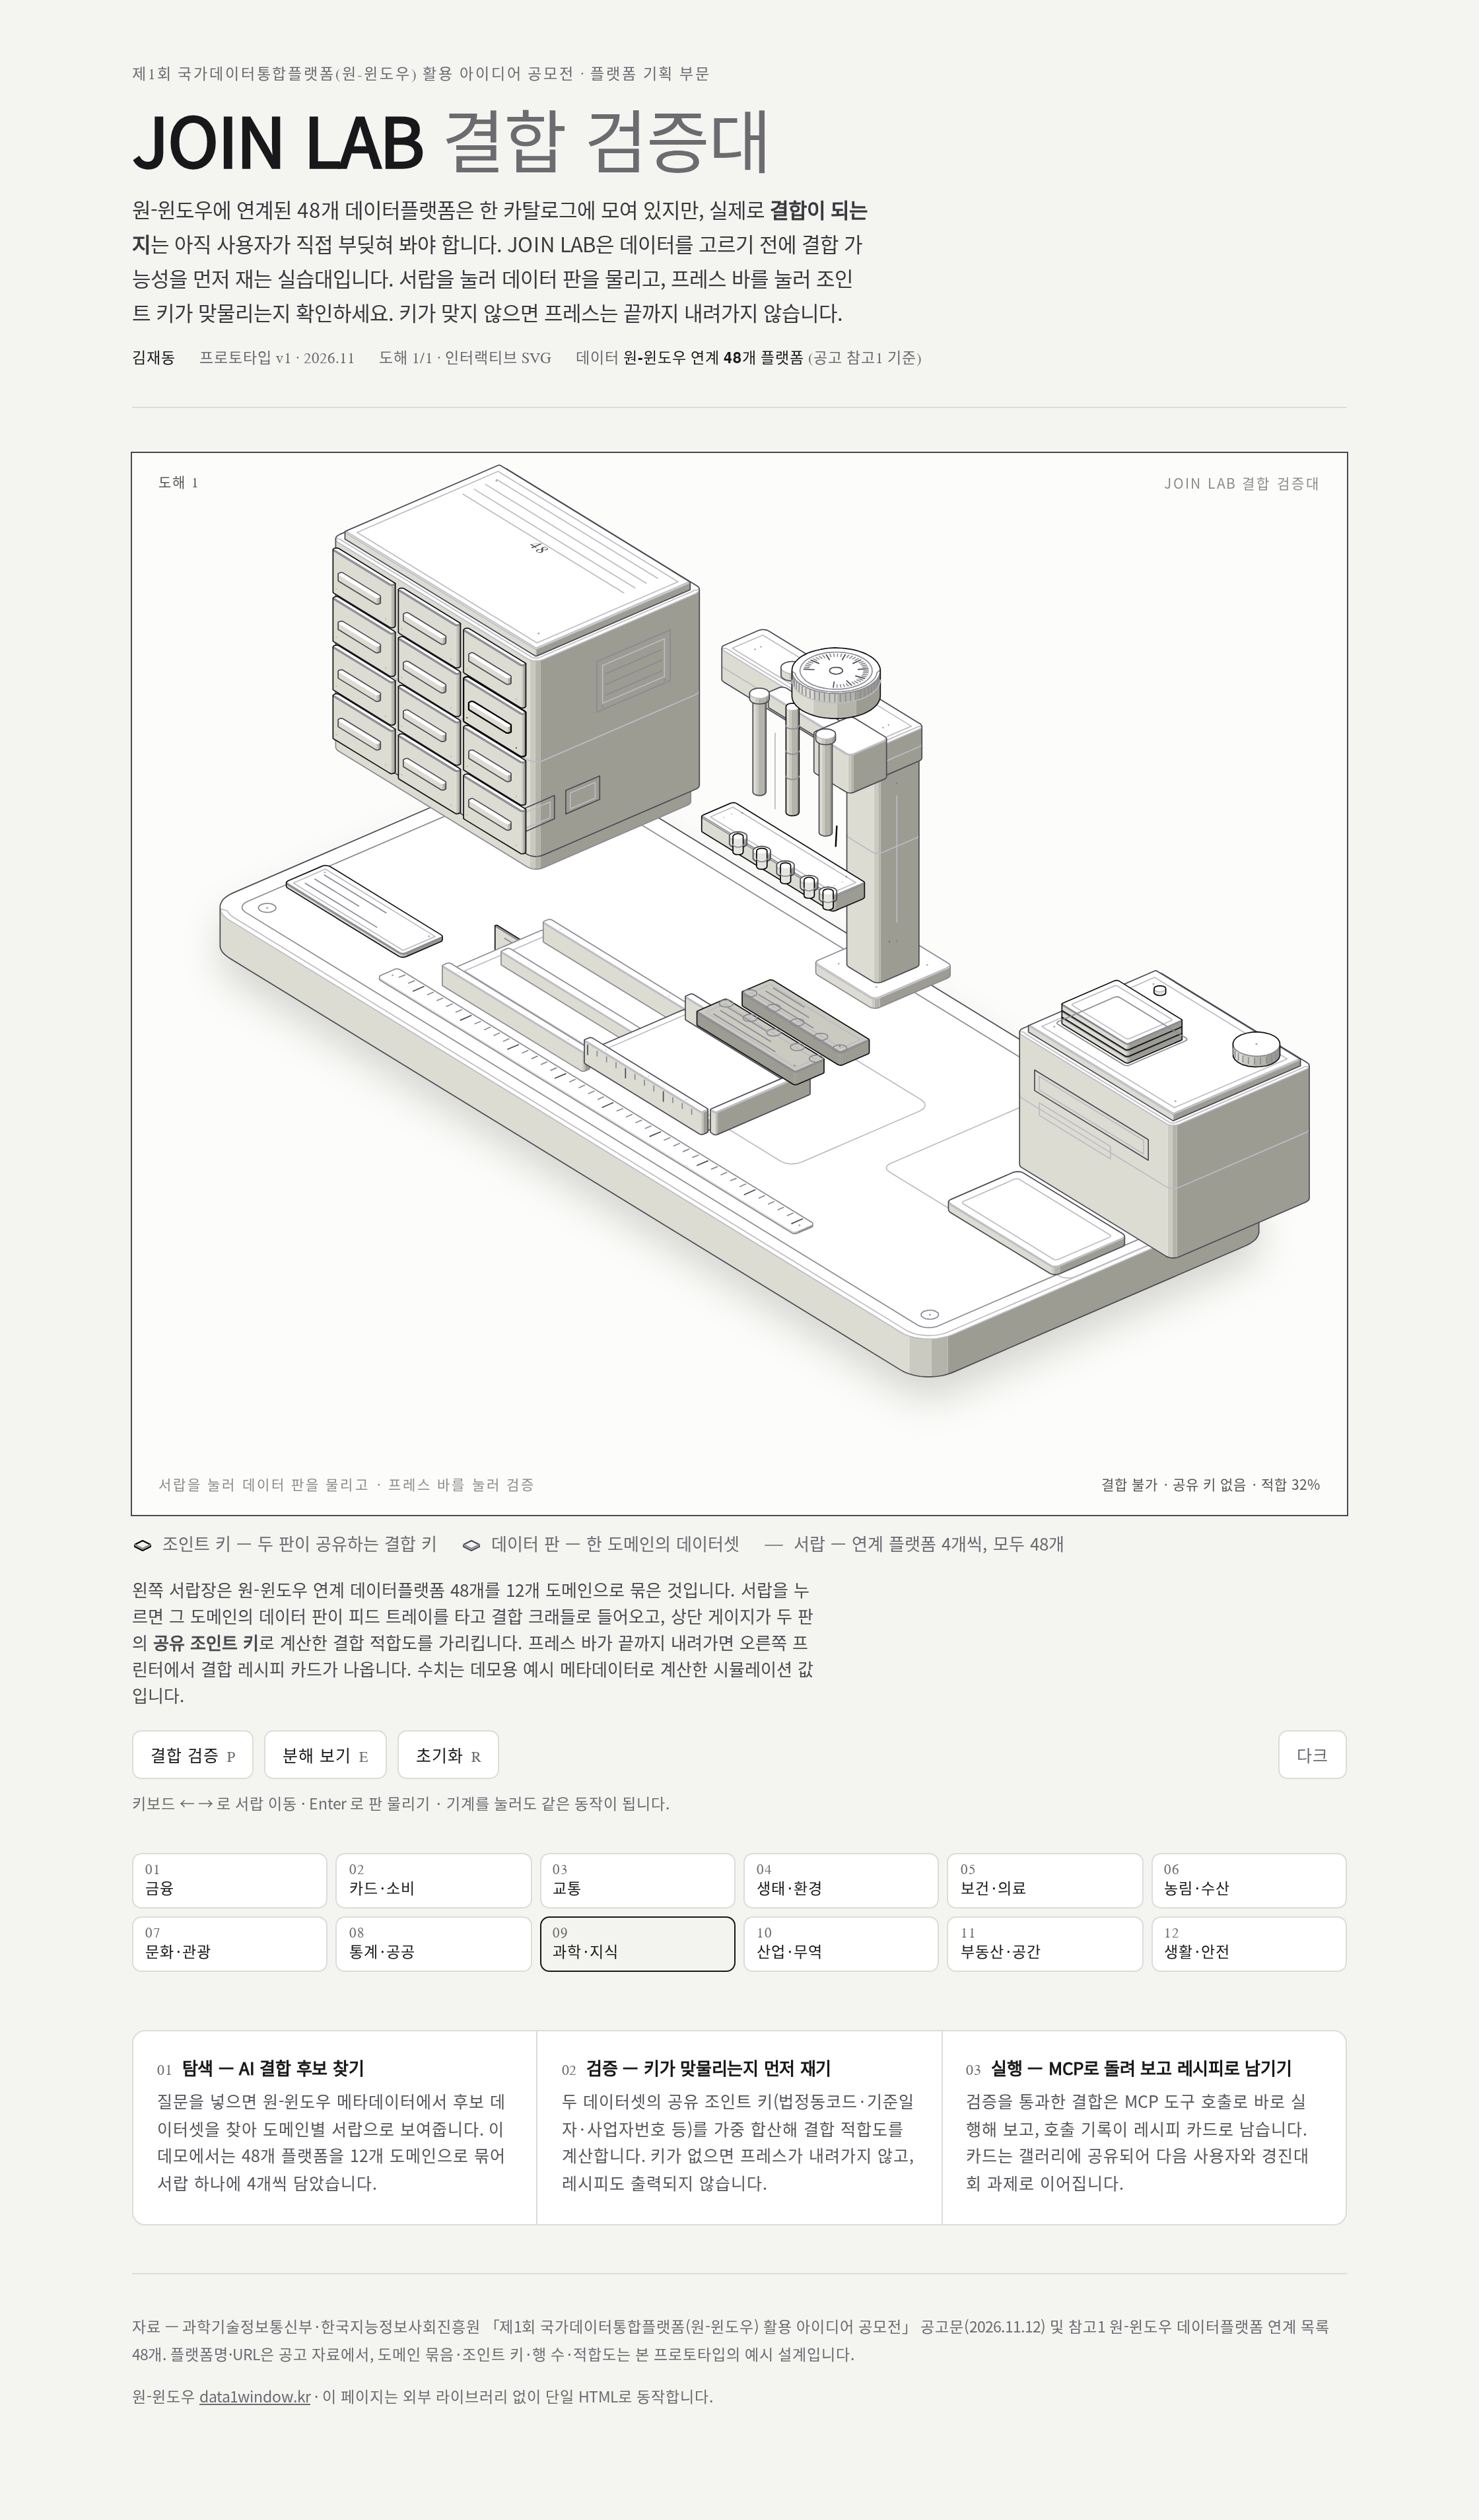 제1회 국가데이터통합플랫폼(원-윈도우) 활용 아이디어 공모전 · 플랫폼 기획 부문
JOIN LAB 결합 검증대
원-윈도우에 연계된 48개 데이터플랫폼은 한 카탈로그에 모여 있지만, 실제로 결합이 되는
지는 아직 사용자가 직접 부딪혀 봐야 합니다. JOIN LAB은 데이터를 고르기 전에 결합 가
능성을 먼저 재는 실습대입니다. 서랍을 눌러 데이터 판을 물리고, 프레스 바를 눌러 조인
트 키가 맞물리는지 확인하세요. 키가 맞지 않으면 프레스는 끝까지 내려가지 않습니다.
김재동 프로토타입 v1 · 2026.11 도해 1/1 · 인터랙티브 SVG 데이터 원-윈도우 연계 48개 플랫폼 (공고 참고1 기준)
도해 1
JOIN LAB 결합 검증대
48
서랍을 눌러 데이터 판을 물리고 · 프레스 바를 눌러 검증
결합 불가 · 공유 키 없음 · 적합 32%
조인트 키 — 두 판이 공유하는 결합 키 데이터 판 — 한 도메인의 데이터셋 — 서랍 — 연계 플랫폼 4개씩, 모두 48개
왼쪽 서랍장은 원-윈도우 연계 데이터플랫폼 48개를 12개 도메인으로 묶은 것입니다. 서랍을 누
르면 그 도메인의 데이터 판이 피드 트레이를 타고 결합 크래들로 들어오고, 상단 게이지가 두 판
의 공유 조인트 키로 계산한 결합 적합도를 가리킵니다. 프레스 바가 끝까지 내려가면 오른쪽 프
린터에서 결합 레시피 카드가 나옵니다. 수치는 데모용 예시 메타데이터로 계산한 시뮬레이션 값
입니다.
결합 검증 P
분해 보기 E
초기화 R
다크
키보드 ← → 로 서랍 이동 · Enter 로 판 물리기 · 기계를 눌러도 같은 동작이 됩니다.
01
금융
02
카드·소비
03
교통
04
생태·환경
05
보건·의료
06
농림·수산
07
문화·관광
08
통계·공공
09
과학·지식
10
산업·무역
11
부동산·공간
12
생활·안전
01 탐색 — AI 결합 후보 찾기
질문을 넣으면 원-윈도우 메타데이터에서 후보 데
이터셋을 찾아 도메인별 서랍으로 보여줍니다. 이
데모에서는 48개 플랫폼을 12개 도메인으로 묶어
서랍 하나에 4개씩 담았습니다.
02 검증 — 키가 맞물리는지 먼저 재기
두 데이터셋의 공유 조인트 키(법정동코드·기준일
자·사업자번호 등)를 가중 합산해 결합 적합도를
계산합니다. 키가 없으면 프레스가 내려가지 않고,
레시피도 출력되지 않습니다.
03 실행 — MCP로 돌려 보고 레시피로 남기기
검증을 통과한 결합은 MCP 도구 호출로 바로 실
행해 보고, 호출 기록이 레시피 카드로 남습니다.
카드는 갤러리에 공유되어 다음 사용자와 경진대
회 과제로 이어집니다.
자료 — 과학기술정보통신부·한국지능정보사회진흥원 「제1회 국가데이터통합플랫폼(원-윈도우) 활용 아이디어 공모전」 공고문(2026.11.12) 및 참고1 원-윈도우 데이터플랫폼 연계 목록
48개. 플랫폼명·URL은 공고 자료에서, 도메인 묶음·조인트 키·행 수·적합도는 본 프로토타입의 예시 설계입니다.
원-윈도우 data1window.kr · 이 페이지는 외부 라이브러리 없이 단일 HTML로 동작합니다.